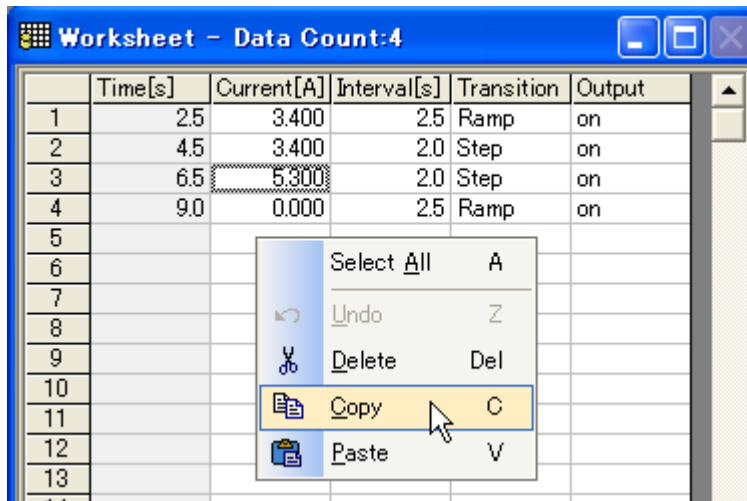 Worksheet - Data Count:4
Time[s] Current[A] Interval[s] Transition Output
1 2.5 3.400 2.5 Ramp on
2 4.5 3.400 2.0 Step on
3 6.5 5.300 2.0 Step on
4 9.0 0.000 2.5 Ramp on
5
6
Select All A
7
Undo Z
8
9
Delete Del
10
Copy C
11
12
Paste V
13